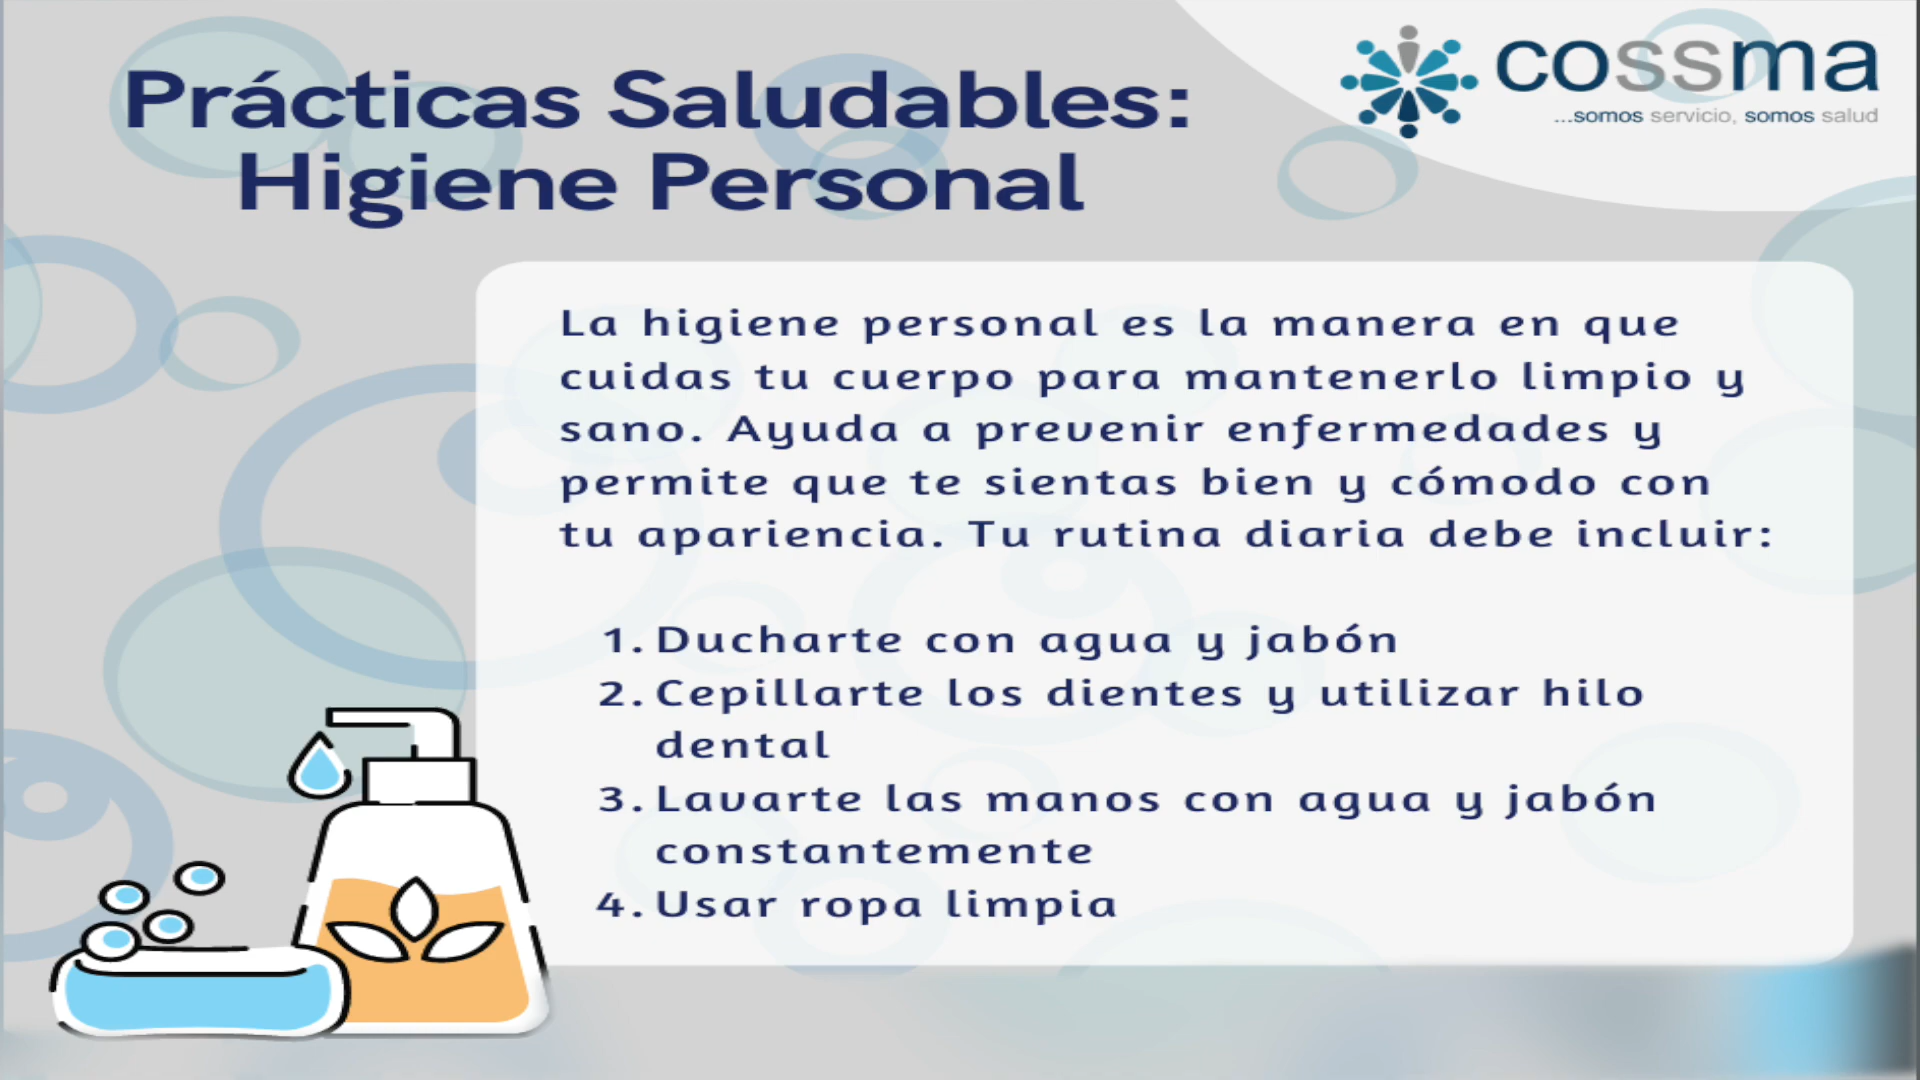 Prácticas Saludables:
Higiene Personal
cossma
...somos servicio, somos salud
La higiene personal es la manera en que
cuidas tu cuerpo para mantenerlo limpio y
sano. Ayuda a prevenir enfermedades y
permite que te sientas bien y cómodo con
tu apariencia. Tu rutina diaria debe incluir:
1. Ducharte con agua y jabón
2. Cepillarte los dientes y utilizar hilo
dental
3. Lavarte las manos con agua y jabón
constantemente
4. Usar ropa limpia